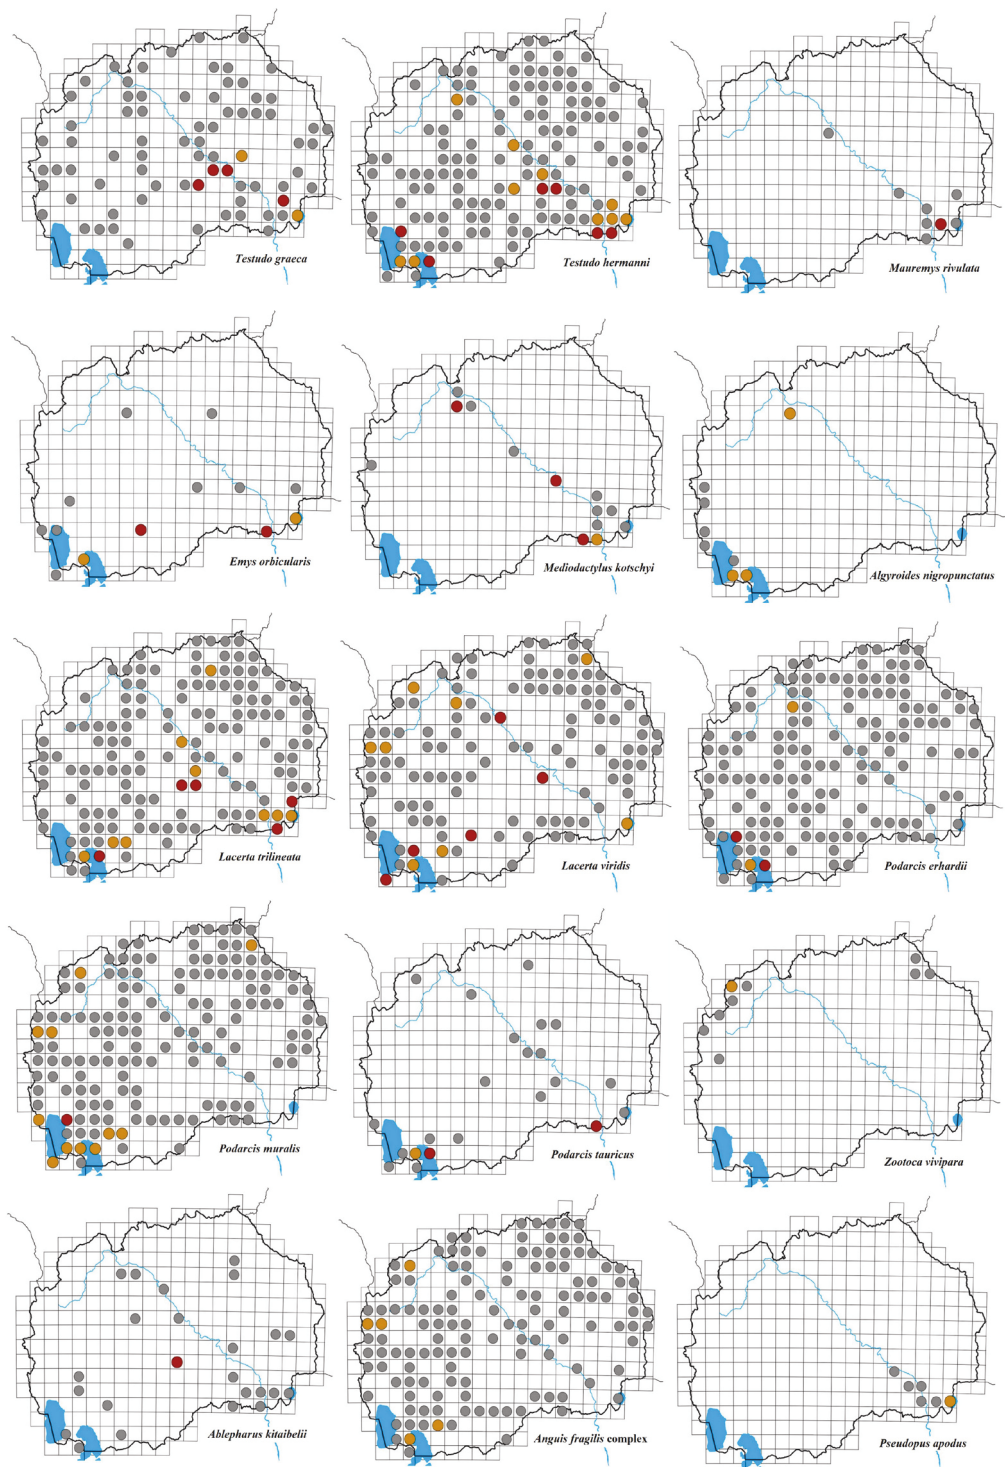 Testudo graeca
Testudo hermanni
Mauremys rivulata
Emys orbicularis
Mediodactylus kotschyi
Algyroides nigropunctatus
Lacerta trilineata
Lacerta viridis
Podarcis erhardii
Podarcis muralis
Podarcis tauricus
Zootoca vivipara
Ablepharus kitaibelii
Anguis fragilis complex
Pseudopus apodus